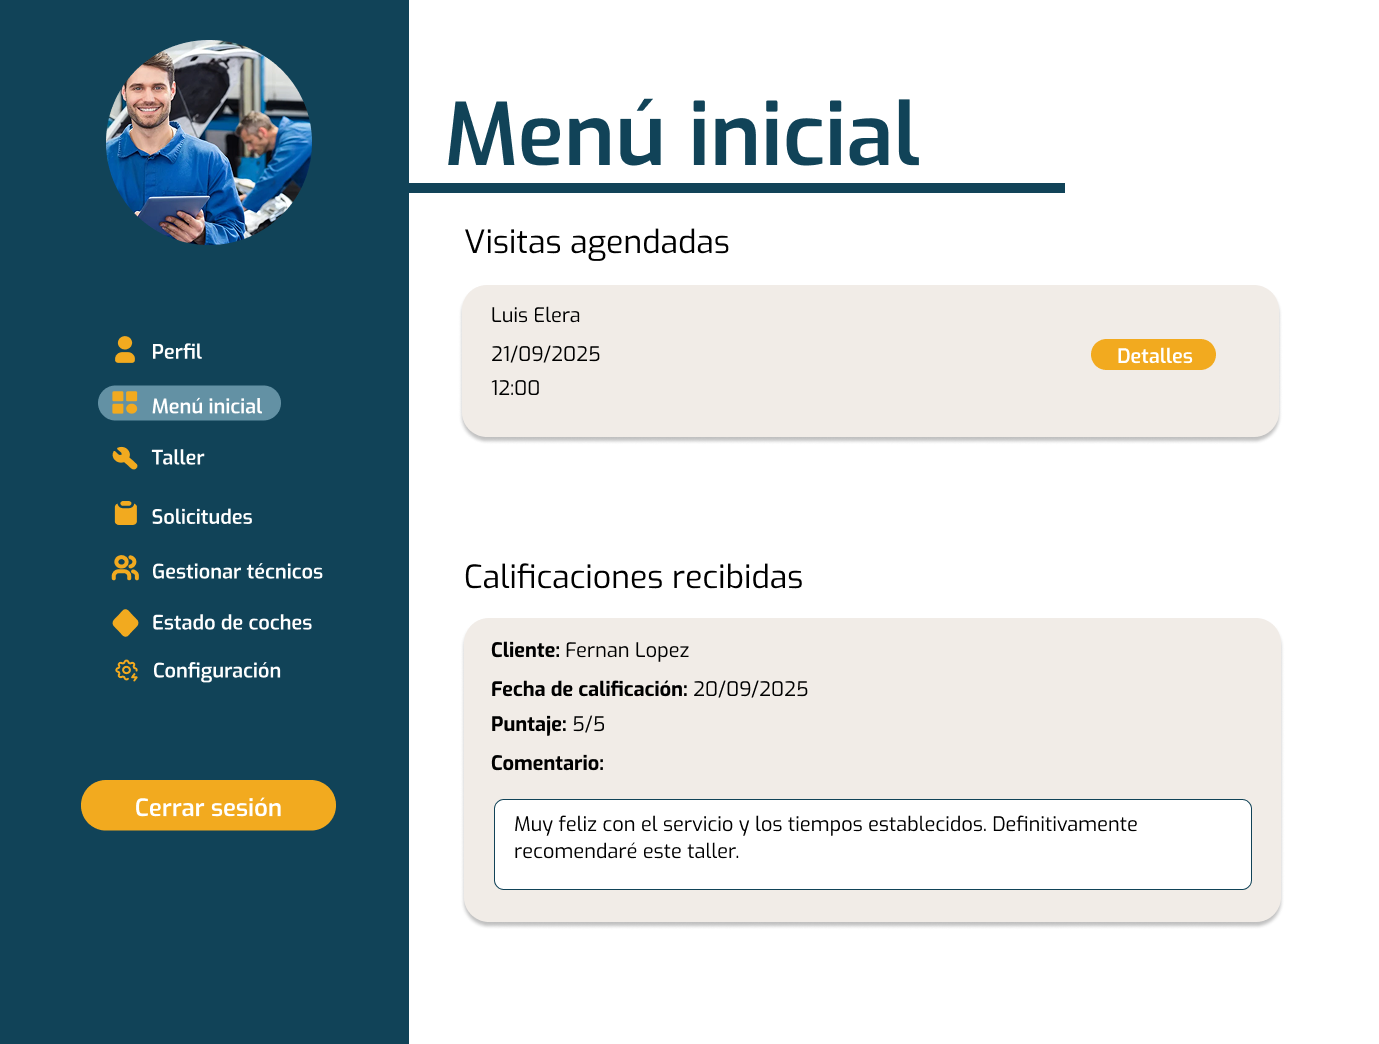 Menú inicial
Perfil
Menú inicial
Taller
Solicitudes
Gestionar técnicos
Estado de coches
Configuración
Cerrar sesión
Visitas agendadas
Luis Elera
21/09/2025
12:00
Detalles
Calificaciones recibidas
Cliente: Fernan Lopez
Fecha de calificación: 20/09/2025
Puntaje: 5/5
Comentario:
Muy feliz con el servicio y los tiempos establecidos. Definitivamente
recomendaré este taller.